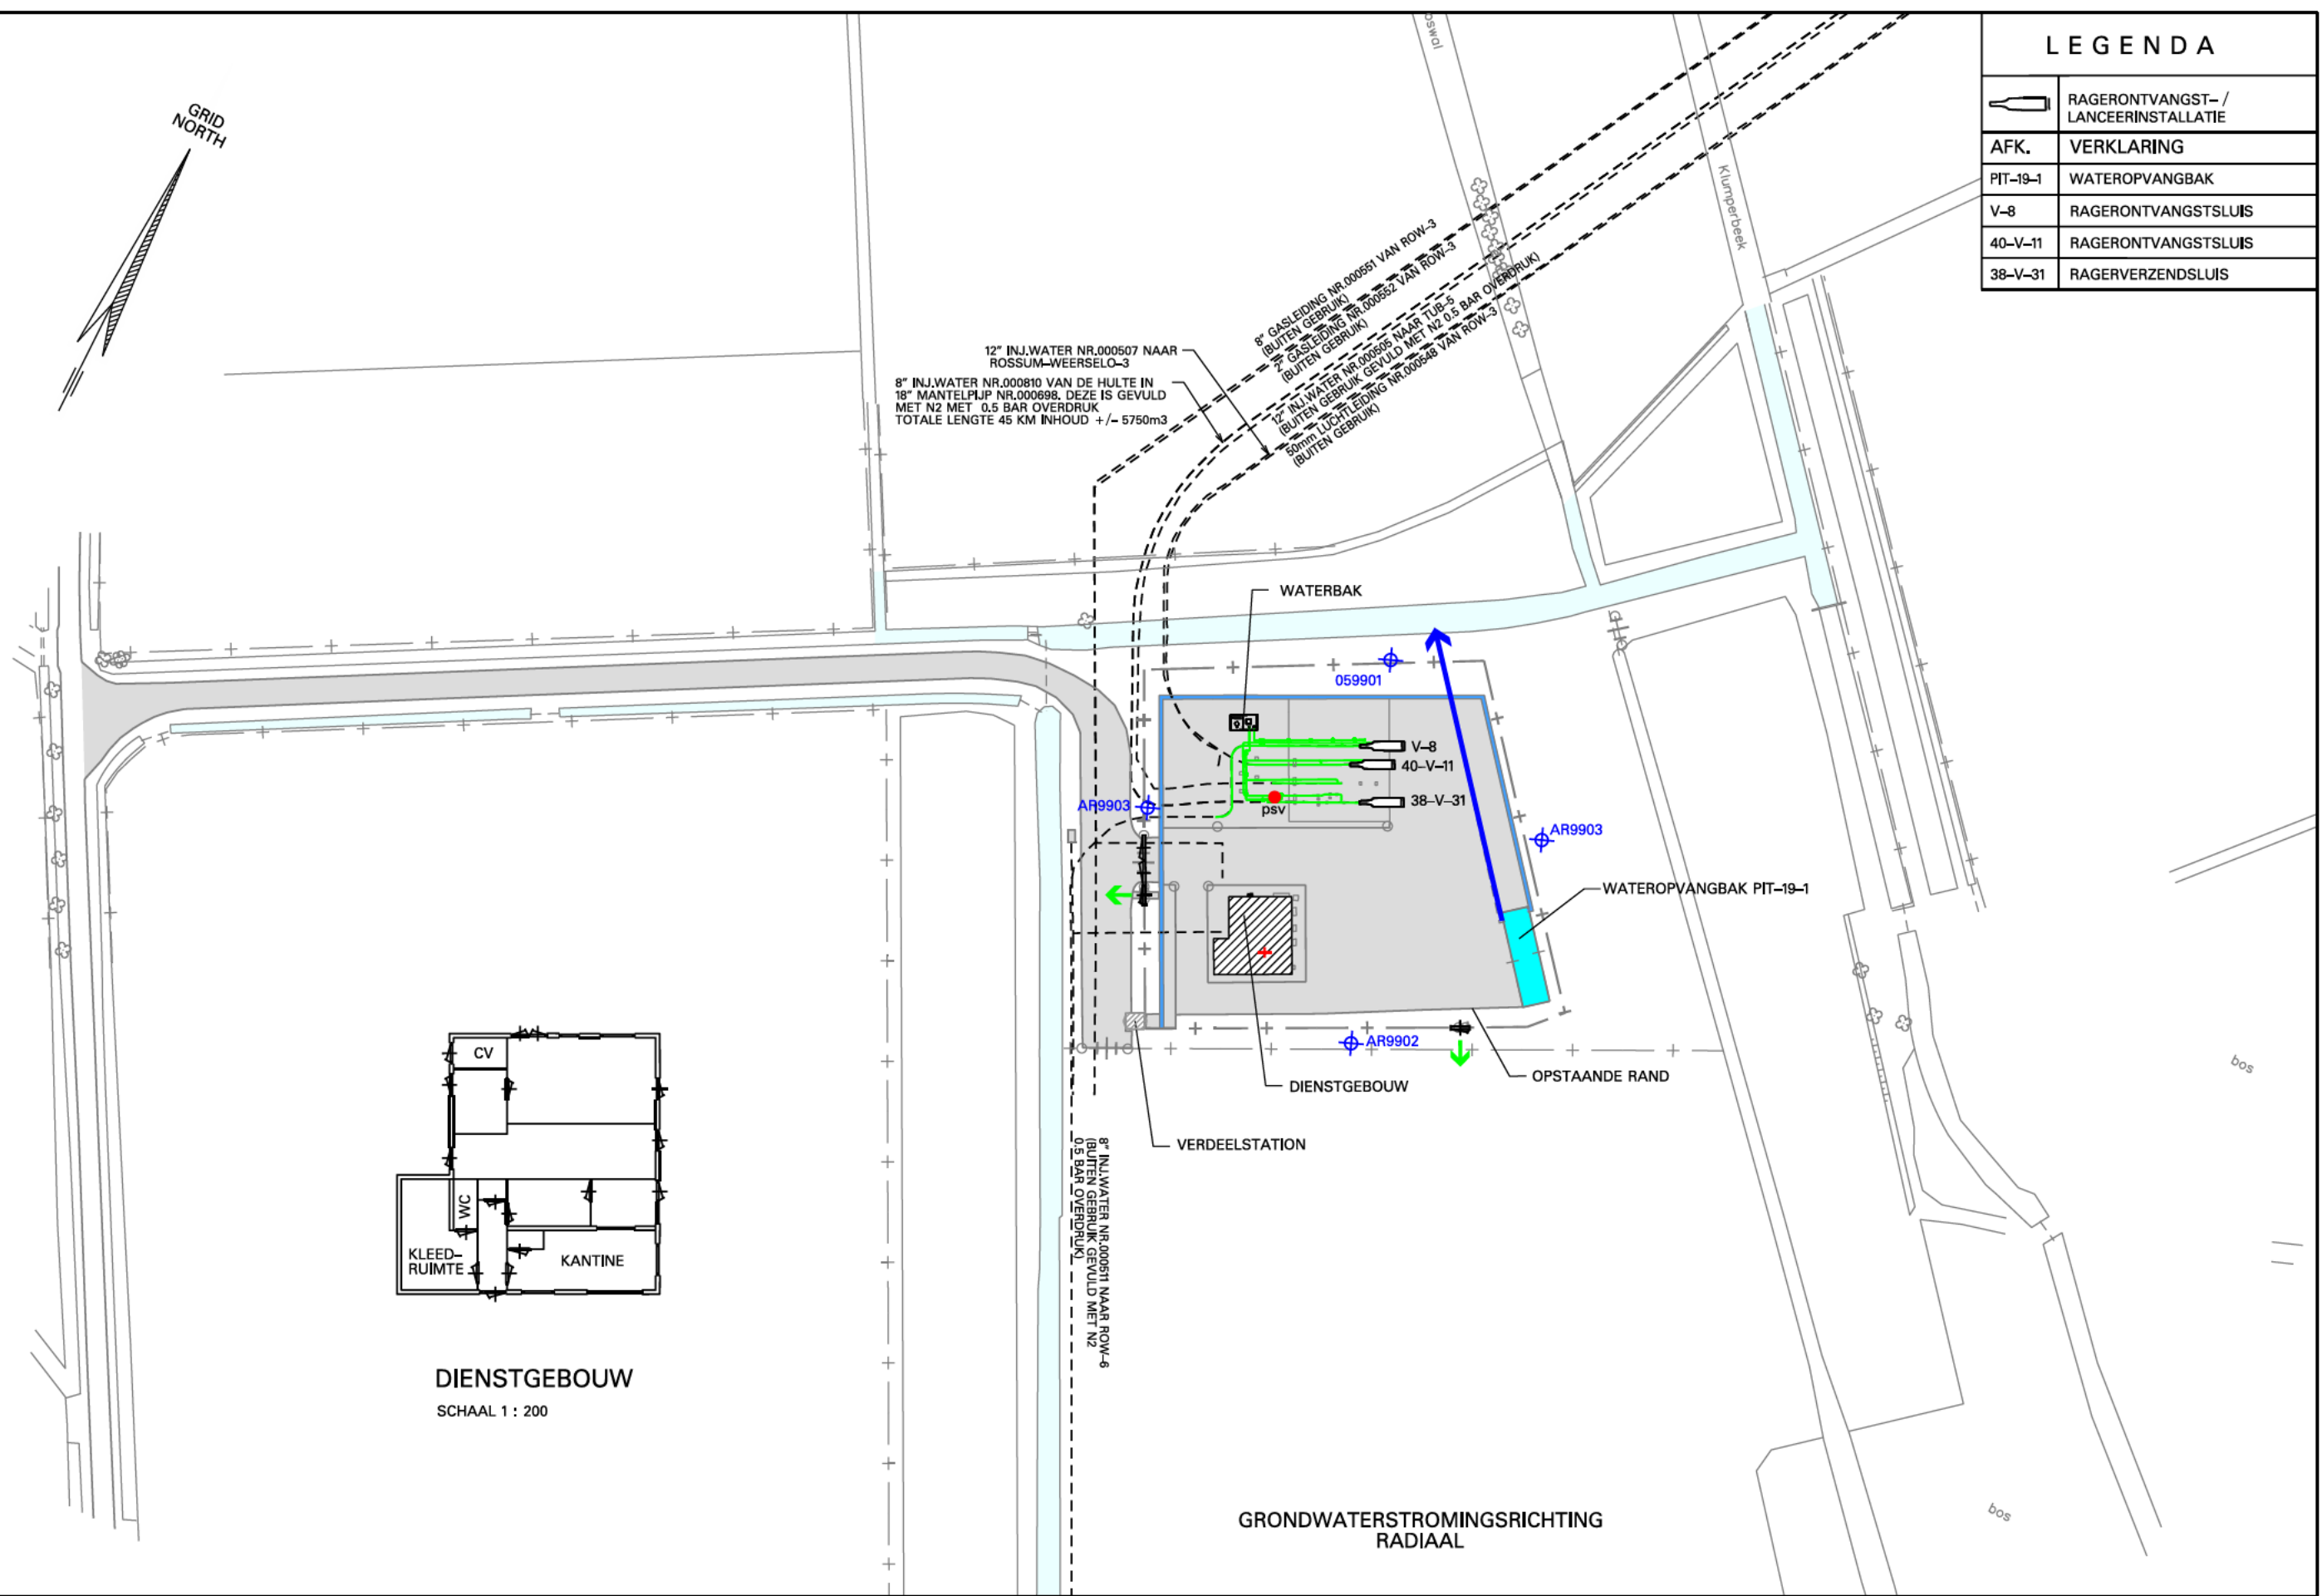 LEGENDA
RAGERONTVANGST- /
LANCEERINSTALLATIE
AFK. VERKLARING
PIT-19-1 WATEROPVANGBAK
V-8 RAGERONTVANGSTSLUIS
40-V-11 RAGERONTVANGSTSLUIS
38-V-31 RAGERVERZENDSLUIS
GRID
NORTH
oswal
Klumperbeek
8" GASLEIDING NR.000551 VAN ROW-3
(BUITEN GEBRUIK)
2" GASLEIDING NR.000552 VAN ROW-3
(BUITEN GEBRUIK)
12" INJ.WATER NR.000505 NAAR TUB-5
(BUITEN GEBRUIK GEVULD MET N2 0.5 BAR OVERDRUK)
50mm LUCHTLEIDING NR.000548 VAN ROW-3
(BUITEN GEBRUIK)
12" INJ.WATER NR.000507 NAAR
ROSSUM-WEERSELO-3
8" INJ.WATER NR.000810 VAN DE HULTE IN
18" MANTELPIJP NR.000698. DEZE IS GEVULD
MET N2 MET 0.5 BAR OVERDRUK
TOTALE LENGTE 45 KM INHOUD +/- 5750m3
WATERBAK
059901
V-8
40-V-11
38-V-31
psv
AR9903
AR9903
WATEROPVANGBAK PIT-19-1
AR9902
OPSTAANDE RAND
DIENSTGEBOUW
VERDEELSTATION
8" INJ.WATER NR.000511 NAAR ROW-6
(BUITEN GEBRUIK GEVULD MET N2
0.5 BAR OVERDRUK)
CV
WC
KLEED-
RUIMTE
KANTINE
DIENSTGEBOUW
SCHAAL 1 : 200
GRONDWATERSTROMINGSRICHTING
RADIAAL
bos
bos